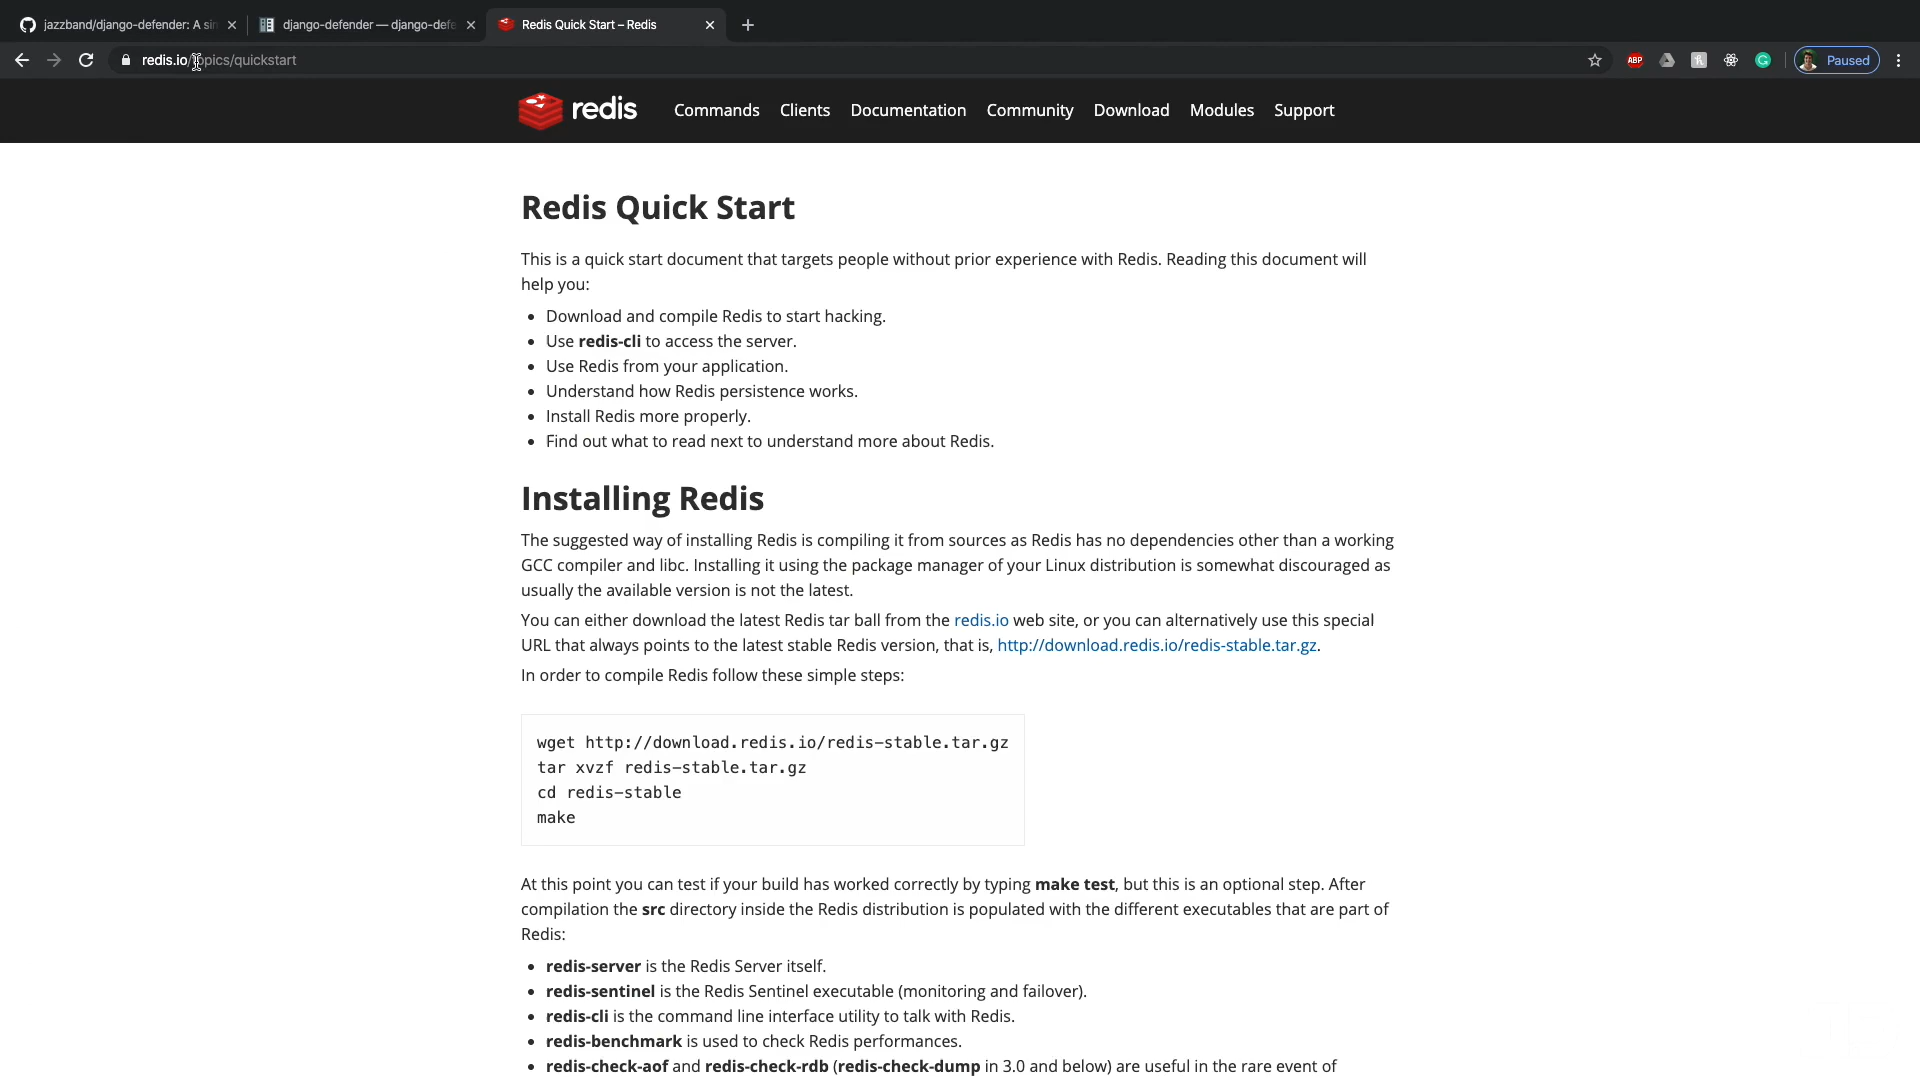 jazzband/django-defender: A sin
django-defender — django-defe
Redis Quick Start – Redis
redis.io/topics/quickstart
ABP
Paused
redis
Commands
Clients
Documentation
Community
Download
Modules
Support
Redis Quick Start
This is a quick start document that targets people without prior experience with Redis. Reading this document will
help you:
• Download and compile Redis to start hacking.
• Use redis-cli to access the server.
• Use Redis from your application.
• Understand how Redis persistence works.
• Install Redis more properly.
• Find out what to read next to understand more about Redis.
Installing Redis
The suggested way of installing Redis is compiling it from sources as Redis has no dependencies other than a working
GCC compiler and libc. Installing it using the package manager of your Linux distribution is somewhat discouraged as
usually the available version is not the latest.
You can either download the latest Redis tar ball from the redis.io web site, or you can alternatively use this special
URL that always points to the latest stable Redis version, that is, http://download.redis.io/redis-stable.tar.gz.
In order to compile Redis follow these simple steps:
wget http://download.redis.io/redis-stable.tar.gz
tar xvzf redis-stable.tar.gz
cd redis-stable
make
At this point you can test if your build has worked correctly by typing make test, but this is an optional step. After
compilation the src directory inside the Redis distribution is populated with the different executables that are part of
Redis:
• redis-server is the Redis Server itself.
• redis-sentinel is the Redis Sentinel executable (monitoring and failover).
• redis-cli is the command line interface utility to talk with Redis.
• redis-benchmark is used to check Redis performances.
• redis-check-aof and redis-check-rdb (redis-check-dump in 3.0 and below) are useful in the rare event of